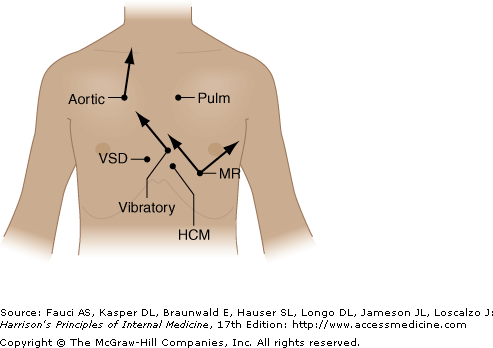 Aortic
Pulm
VSD
MR
Vibratory
HCM
Source: Fauci AS, Kasper DL, Braunwald E, Hauser SL, Longo DL, Jameson JL, Loscalzo J:
Harrison's Principles of Internal Medicine, 17th Edition: http://www.accessmedicine.com
Copyright © The McGraw-Hill Companies, Inc. All rights reserved.